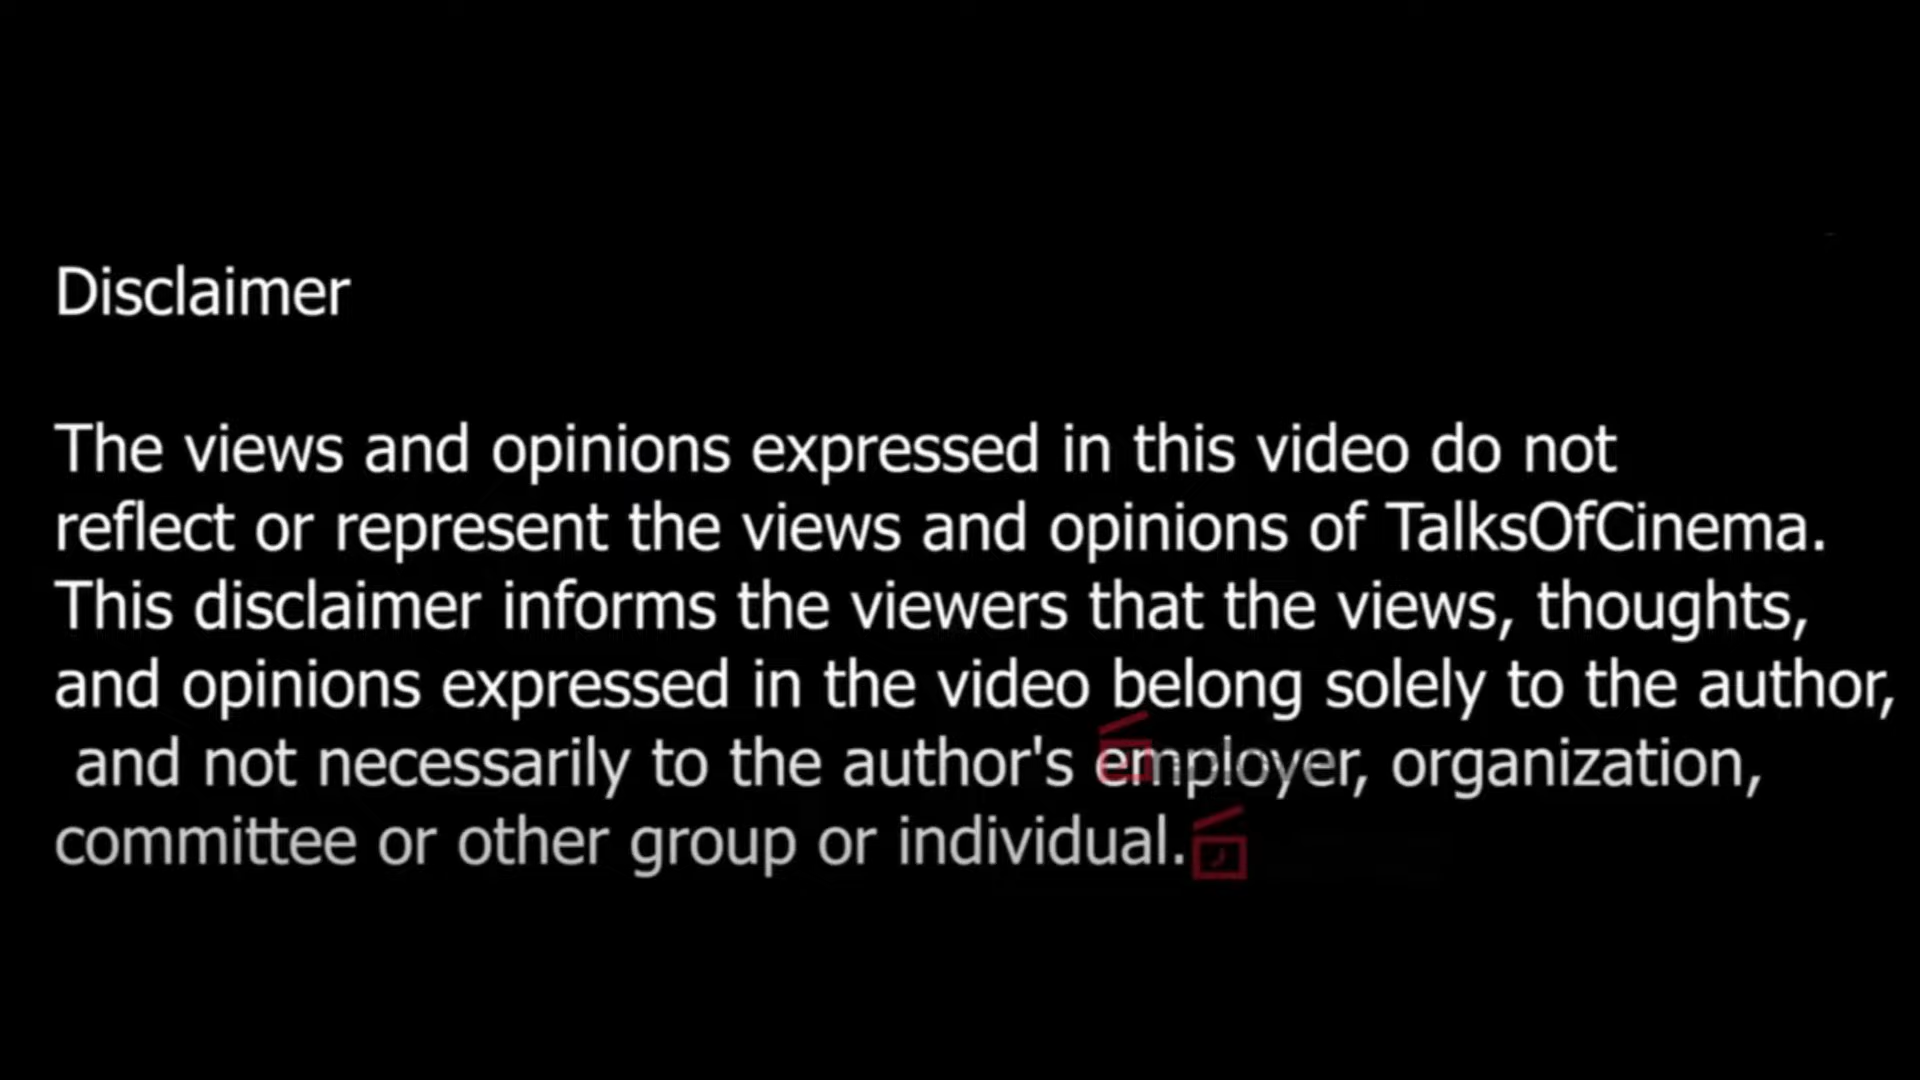 Disclaimer
The views and opinions expressed in this video do not
reflect or represent the views and opinions of TalksOfCinema.
This disclaimer informs the viewers that the views, thoughts,
and opinions expressed in the video belong solely to the author,
and not necessarily to the author's employer, organization,
committee or other group or individual.